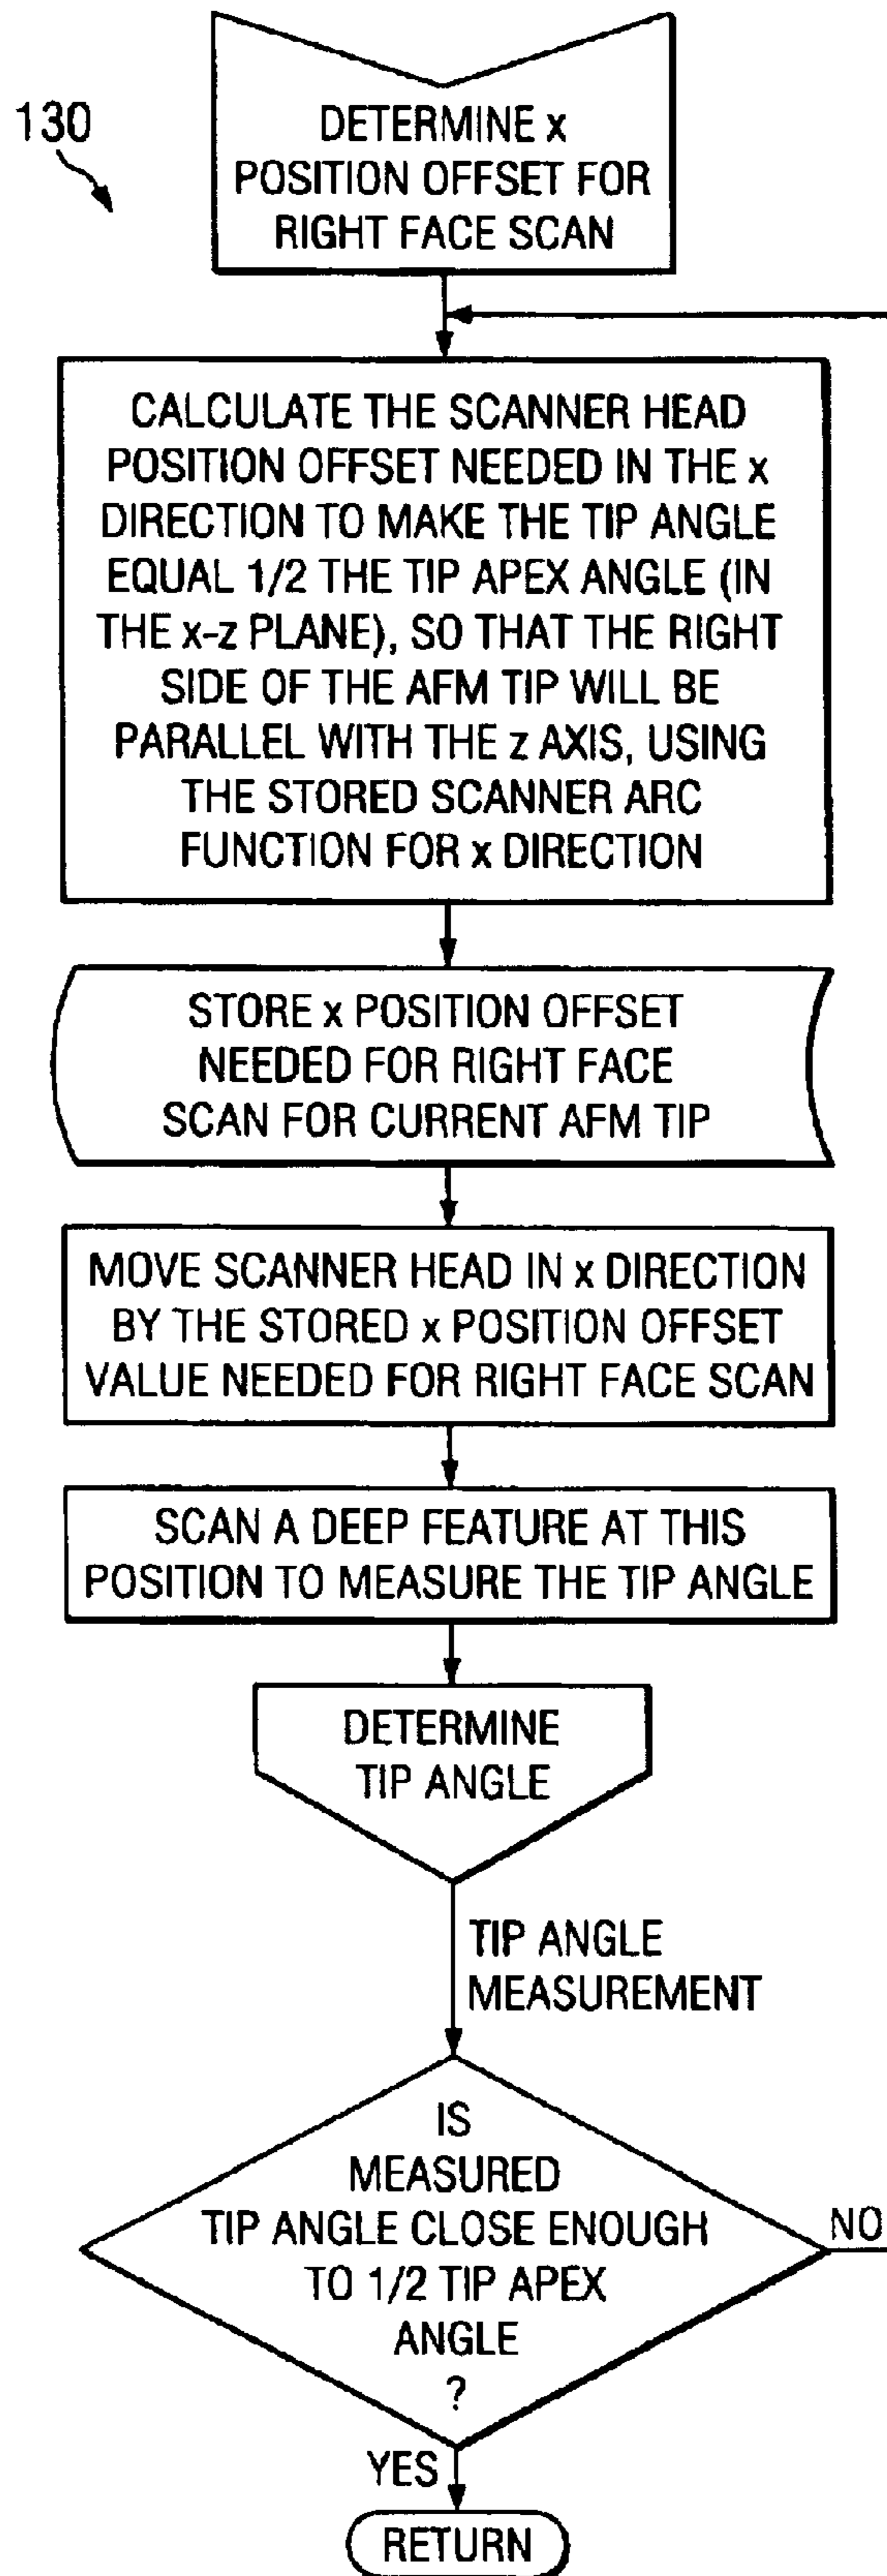 130
DETERMINE x
POSITION OFFSET FOR
RIGHT FACE SCAN
CALCULATE THE SCANNER HEAD
POSITION OFFSET NEEDED IN THE x
DIRECTION TO MAKE THE TIP ANGLE
EQUAL 1/2 THE TIP APEX ANGLE (IN
THE x-z PLANE), SO THAT THE RIGHT
SIDE OF THE AFM TIP WILL BE
PARALLEL WITH THE z AXIS, USING
THE STORED SCANNER ARC
FUNCTION FOR x DIRECTION
STORE x POSITION OFFSET
NEEDED FOR RIGHT FACE
SCAN FOR CURRENT AFM TIP
MOVE SCANNER HEAD IN x DIRECTION
BY THE STORED x POSITION OFFSET
VALUE NEEDED FOR RIGHT FACE SCAN
SCAN A DEEP FEATURE AT THIS
POSITION TO MEASURE THE TIP ANGLE
DETERMINE
TIP ANGLE
TIP ANGLE
MEASUREMENT
IS
MEASURED
TIP ANGLE CLOSE ENOUGH
TO 1/2 TIP APEX
ANGLE
?
NO
YES
RETURN